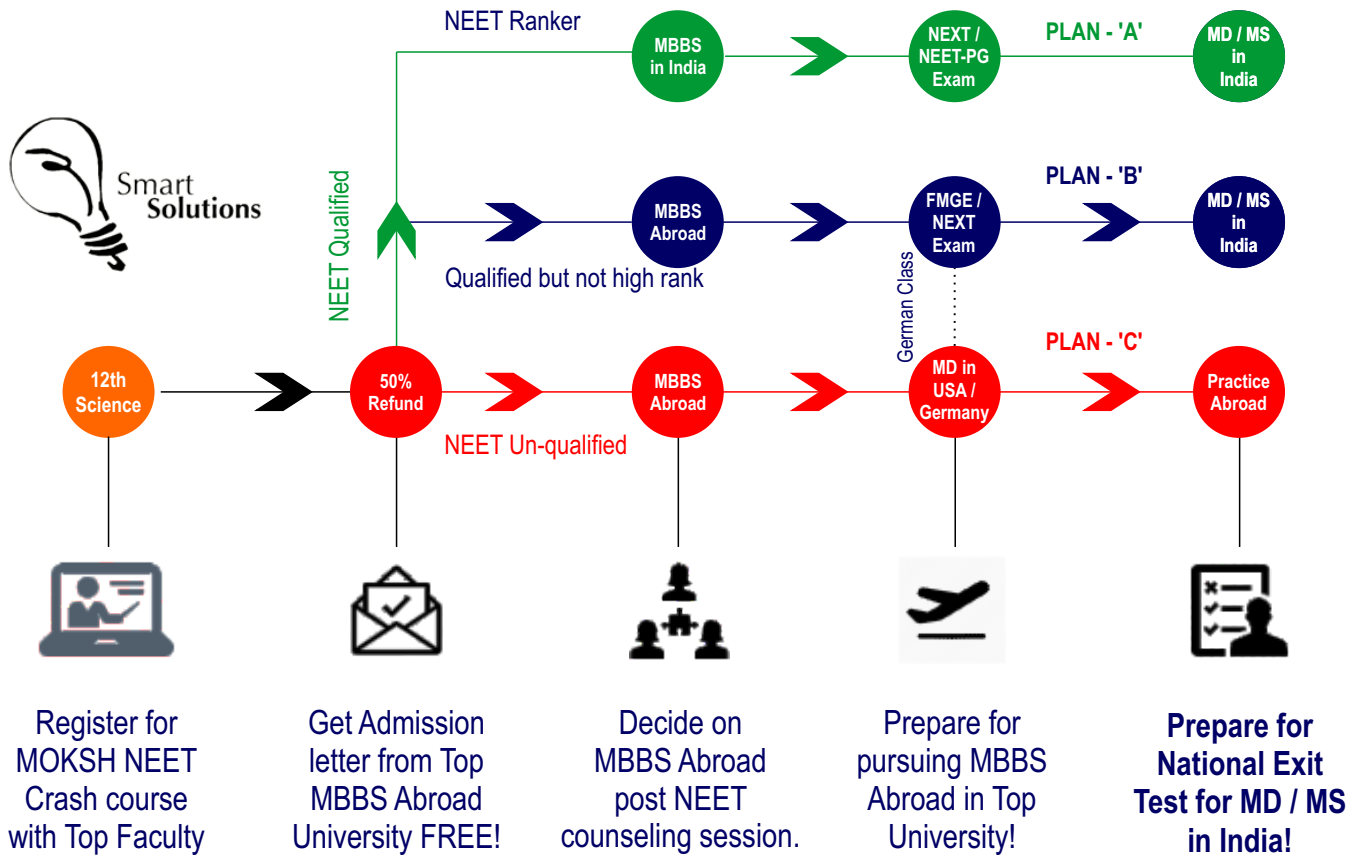 NEET Ranker
MBBS
in India
NEXT /
NEET-PG
Exam
PLAN - 'A'
MD / MS
in
India
Smart
Solutions
NEET Qualified
MBBS
Abroad
FMGE /
NEXT
Exam
PLAN - 'B'
MD / MS
in
India
Qualified but not high rank
German Class
12th
Science
50%
Refund
MBBS
Abroad
MD in
USA /
Germany
PLAN - 'C'
Practice
Abroad
NEET Un-qualified
Register for
MOKSH NEET
Crash course
with Top Faculty
Get Admission
letter from Top
MBBS Abroad
University FREE!
Decide on
MBBS Abroad
post NEET
counseling session.
Prepare for
pursuing MBBS
Abroad in Top
University!
Prepare for
National Exit
Test for MD / MS
in India!